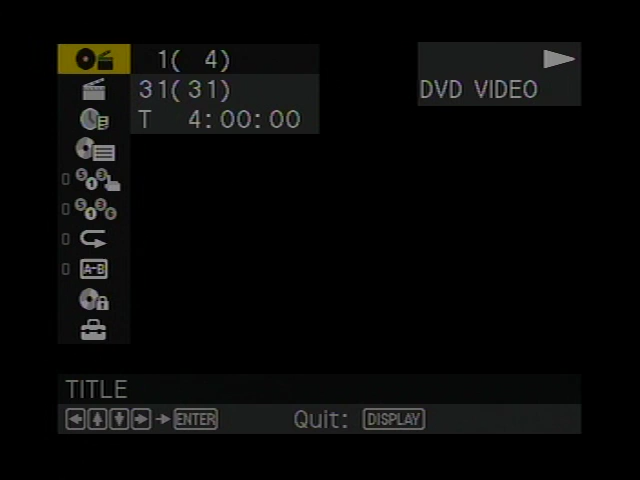 1( 4)
31(31)
T 4:00:00
DVD VIDEO
A-B
TITLE
ENTER Quit: DISPLAY